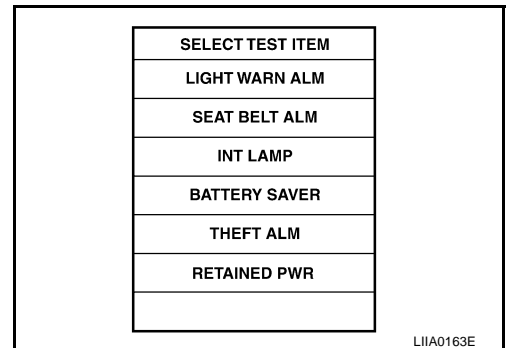 SELECT TEST ITEM
LIGHT WARN ALM
SEAT BELT ALM
INT LAMP
BATTERY SAVER
THEFT ALM
RETAINED PWR
LIIA0163E